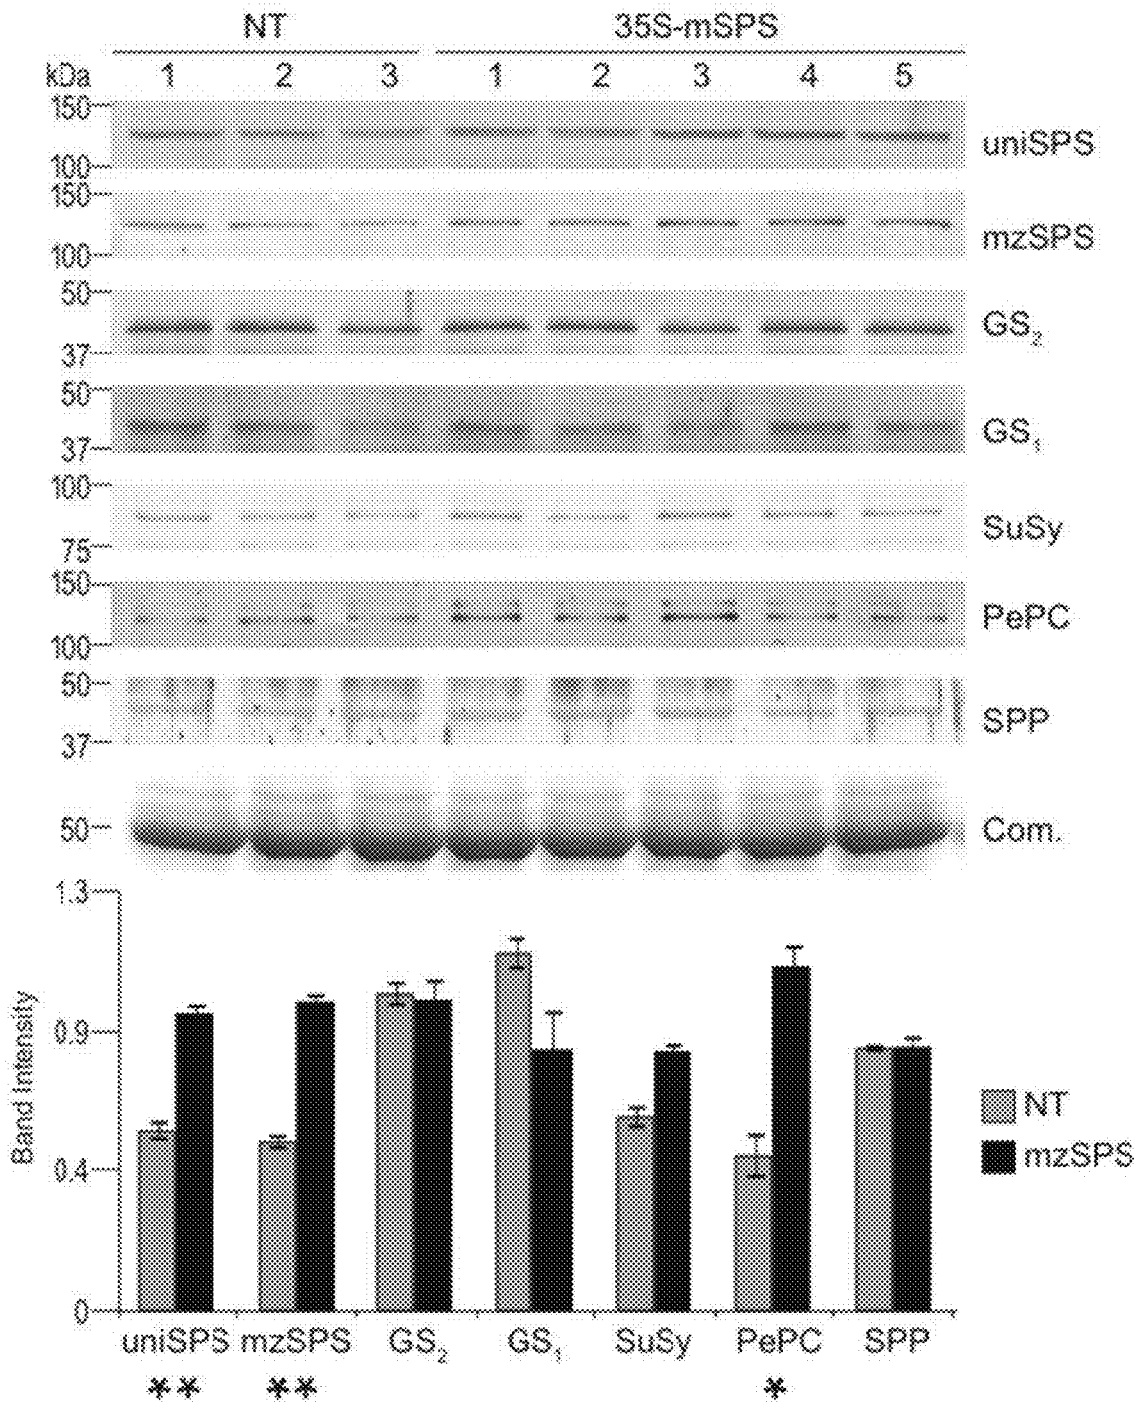 NT 35S-mSPS
kDa 1 2 3 1 2 3 4 5
150
uniSPS
100
150
mzSPS
100
50
GS2
37
50
GS1
37
100
SuSy
75
150
PePC
100
50
SPP
37
50 Com.
1.3
0.9
0.4
0
Band Intensity
NT
mzSPS
uniSPS mzSPS GS2 GS1 SuSy PePC SPP
** ** *